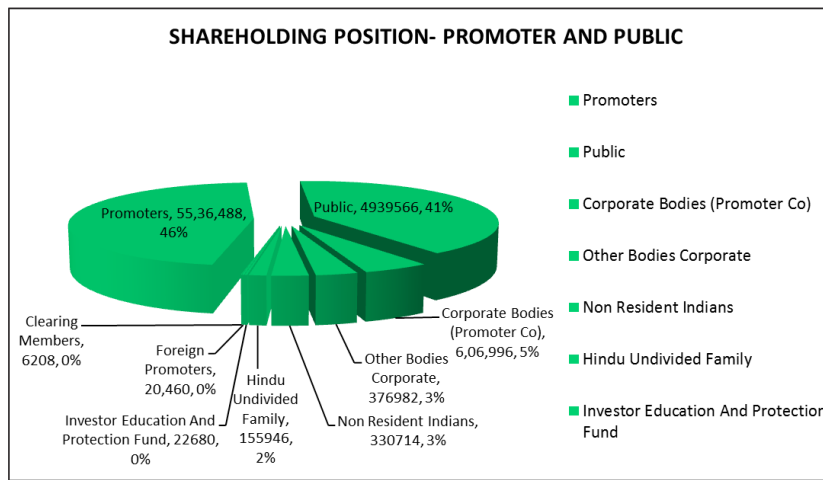 SHAREHOLDING POSITION- PROMOTER AND PUBLIC
Promoters, 55,36,488,
46%
Public, 4939566, 41%
Corporate Bodies
(Promoter Co),
6,06,996, 5%
Other Bodies
Corporate,
376982, 3%
Non Resident Indians,
330714, 3%
Hindu
Undivided
Family,
155946,
2%
Investor Education And
Protection Fund, 22680,
0%
Foreign
Promoters,
20,460, 0%
Clearing
Members,
6208, 0%
Promoters
Public
Corporate Bodies (Promoter Co)
Other Bodies Corporate
Non Resident Indians
Hindu Undivided Family
Investor Education And Protection
Fund